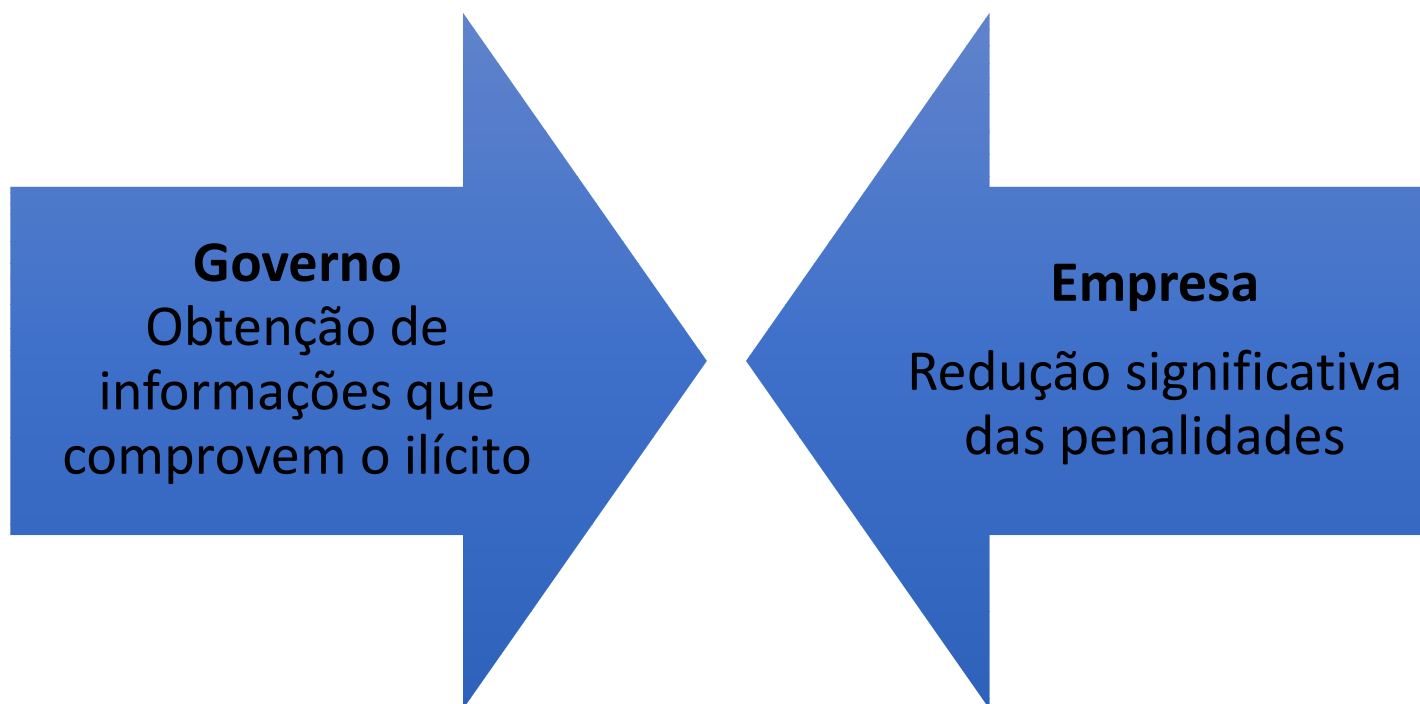 Governo
Obtenção de
informações que
comprovem o ilícito
Empresa
Redução significativa
das penalidades